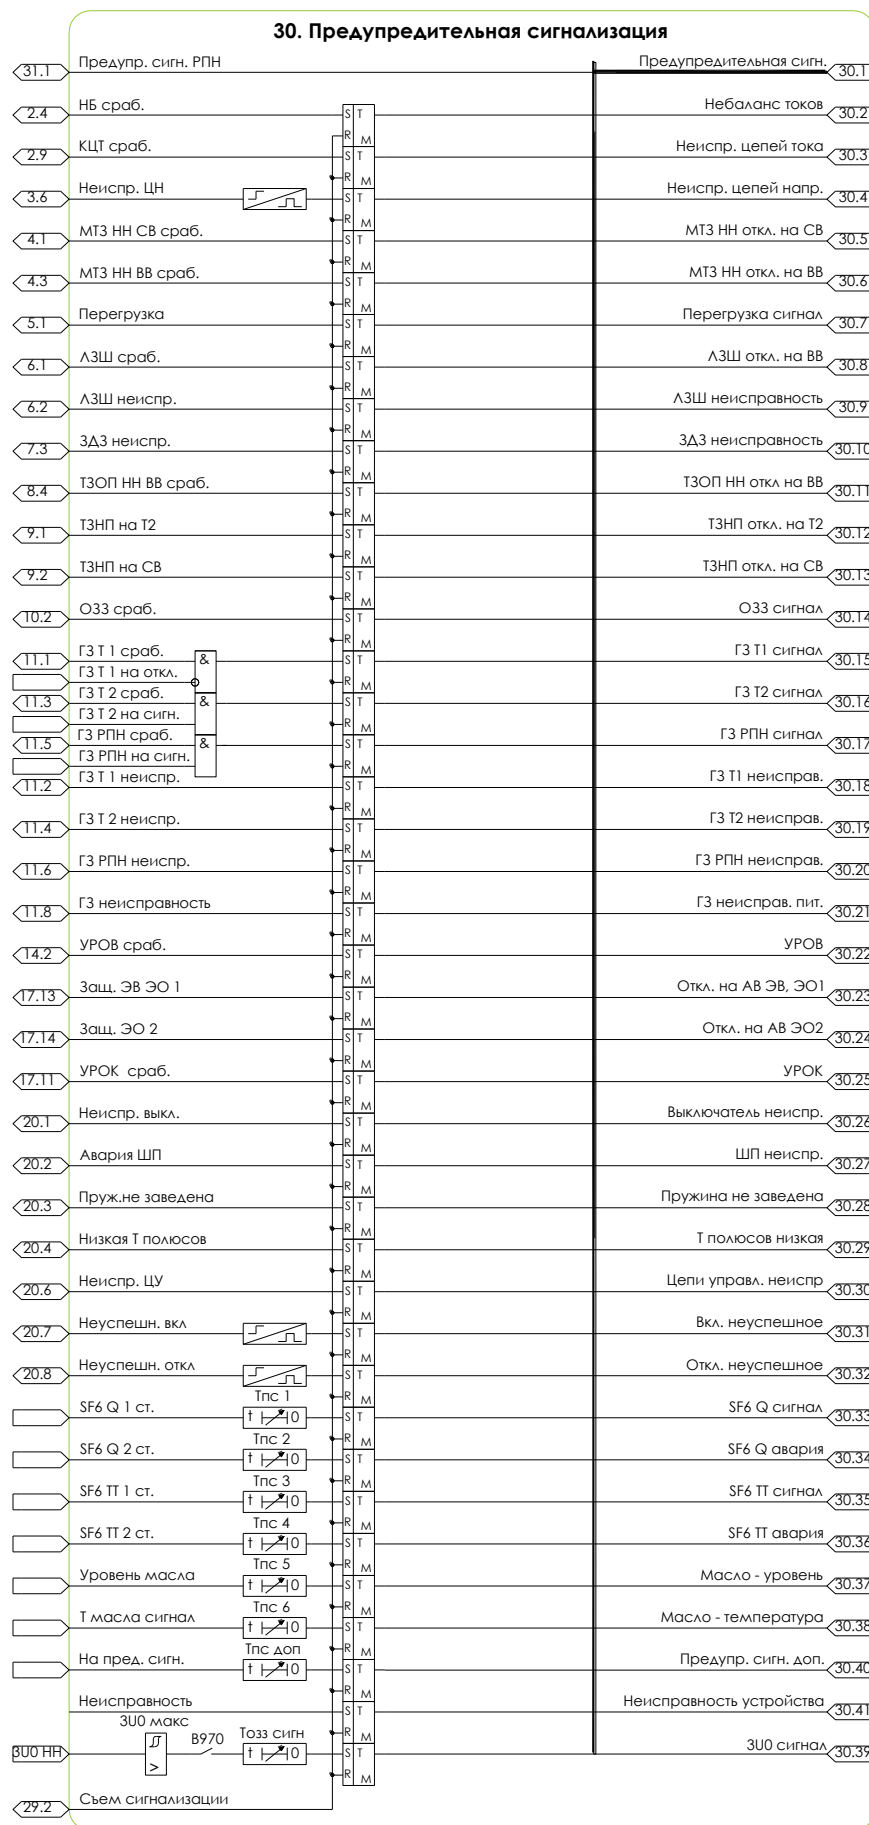 30. Предупредительная сигнализация
31.1 Предупр. сигн. РПН Предупредительная сигн. 30.1
2.4 НБ сраб. S T R M Небаланс токов 30.2
2.9 КЦТ сраб. S T R M Неиспр. цепей тока 30.3
3.6 Неиспр. ЦН S T R M Неиспр. цепей напр. 30.4
4.1 МТЗ НН СВ сраб. S T R M МТЗ НН откл. на СВ 30.5
4.3 МТЗ НН ВВ сраб. S T R M МТЗ НН откл. на ВВ 30.6
5.1 Перегрузка S T R M Перегрузка сигнал 30.7
6.1 ЛЗШ сраб. S T R M ЛЗШ откл. на ВВ 30.8
6.2 ЛЗШ неиспр. S T R M ЛЗШ неисправность 30.9
7.3 ЗДЗ неиспр. S T R M ЗДЗ неисправность 30.10
8.4 ТЗОП НН ВВ сраб. S T R M ТЗОП НН откл на ВВ 30.11
9.1 ТЗНП на Т2 S T R M ТЗНП откл. на Т2 30.12
9.2 ТЗНП на СВ S T R M ТЗНП откл. на СВ 30.13
10.2 ОЗЗ сраб. S T R M ОЗЗ сигнал 30.14
11.1 ГЗ Т 1 сраб. & S T R M ГЗ Т1 сигнал 30.15
ГЗ Т 1 на откл.
11.3 ГЗ Т 2 сраб. & S T R M ГЗ Т2 сигнал 30.16
ГЗ Т 2 на сигн.
11.5 ГЗ РПН сраб. & S T R M ГЗ РПН сигнал 30.17
ГЗ РПН на сигн.
11.2 ГЗ Т 1 неиспр. S T R M ГЗ Т1 неисправ. 30.18
11.4 ГЗ Т 2 неиспр. S T R M ГЗ Т2 неисправ. 30.19
11.6 ГЗ РПН неиспр. S T R M ГЗ РПН неисправ. 30.20
11.8 ГЗ неисправность S T R M ГЗ неисправ. пит. 30.21
14.2 УРОВ сраб. S T R M УРОВ 30.22
17.13 Защ. ЭВ ЭО 1 S T R M Откл. на АВ ЭВ, ЭО1 30.23
17.14 Защ. ЭО 2 S T R M Откл. на АВ ЭО2 30.24
17.11 УРОК сраб. S T R M УРОК 30.25
20.1 Неиспр. выкл. S T R M Выключатель неиспр. 30.26
20.2 Авария ШП S T R M ШП неиспр. 30.27
20.3 Пруж.не заведена S T R M Пружина не заведена 30.28
20.4 Низкая Т полюсов S T R M Т полюсов низкая 30.29
20.6 Неиспр. ЦУ S T R M Цепи управл. неиспр 30.30
20.7 Неуспешн. вкл S T R M Вкл. неуспешное 30.31
20.8 Неуспешн. откл S T R M Откл. неуспешное 30.32
SF6 Q 1 ст. Тпс 1 t 0 S T R M SF6 Q сигнал 30.33
SF6 Q 2 ст. Тпс 2 t 0 S T R M SF6 Q авария 30.34
SF6 ТТ 1 ст. Тпс 3 t 0 S T R M SF6 ТТ сигнал 30.35
SF6 ТТ 2 ст. Тпс 4 t 0 S T R M SF6 ТТ авария 30.36
Уровень масла Тпс 5 t 0 S T R M Масло - уровень 30.37
Т масла сигнал Тпс 6 t 0 S T R M Масло - температура 30.38
На пред. сигн. Тпс доп t 0 S T R M Предупр. сигн. доп. 30.40
Неисправность S T R M Неисправность устройства 30.41
3U0 НН 3U0 макс > В970 Тозз сигн t 0 S T R M 3U0 сигнал 30.39
29.2 Съем сигнализации